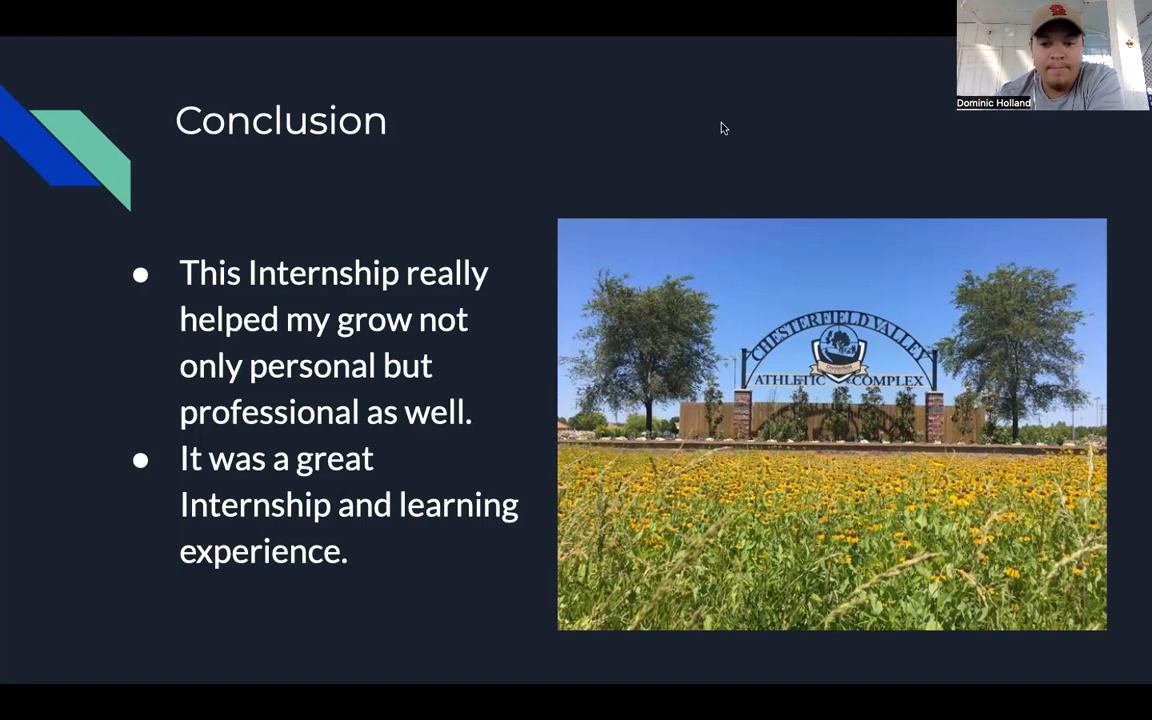 Conclusion
Dominic Holland
● This Internship really
helped my grow not
only personal but
professional as well.
● It was a great
Internship and learning
experience.
CHESTERFIELD VALLEY
ATHLETIC COMPLEX